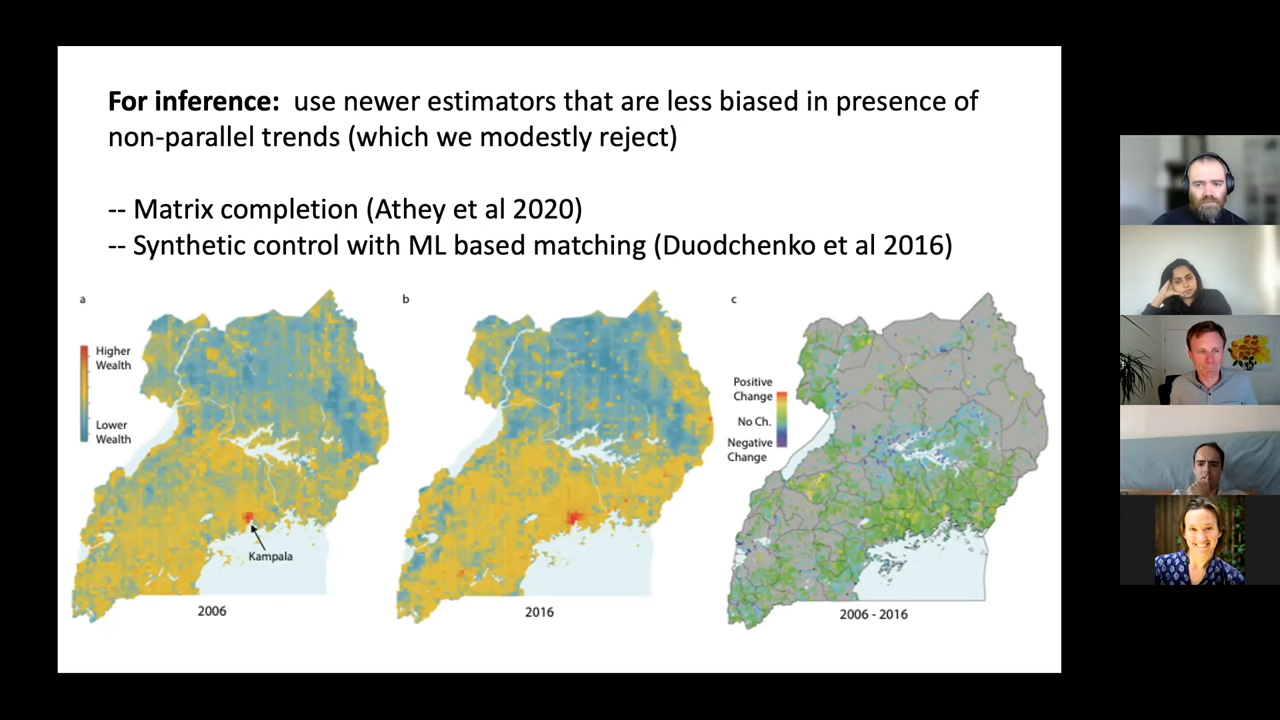 For inference: use newer estimators that are less biased in presence of
non-parallel trends (which we modestly reject)
-- Matrix completion (Athey et al 2020)
-- Synthetic control with ML based matching (Duodchenko et al 2016)
a
Higher
Wealth
Lower
Wealth
Kampala
2006
b
2016
c
Positive
Change
No Ch.
Negative
Change
2006 - 2016